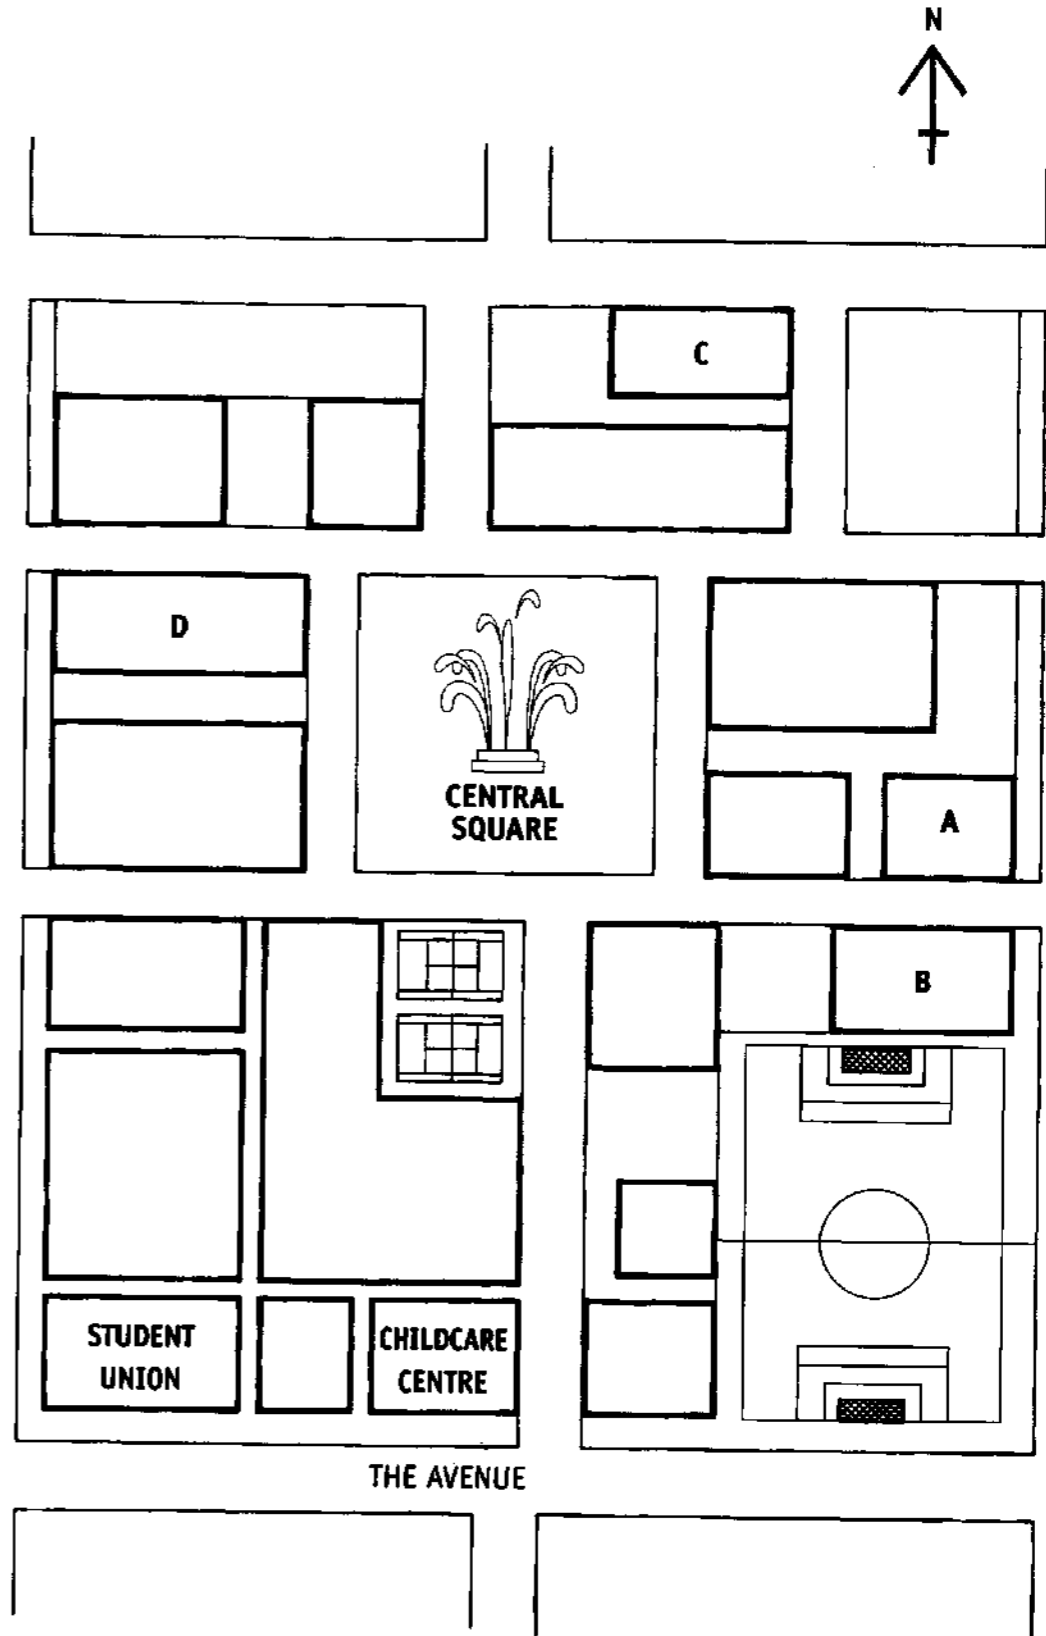 N
C
D
CENTRAL
SQUARE
A
B
STUDENT
UNION
CHILDCARE
CENTRE
THE AVENUE